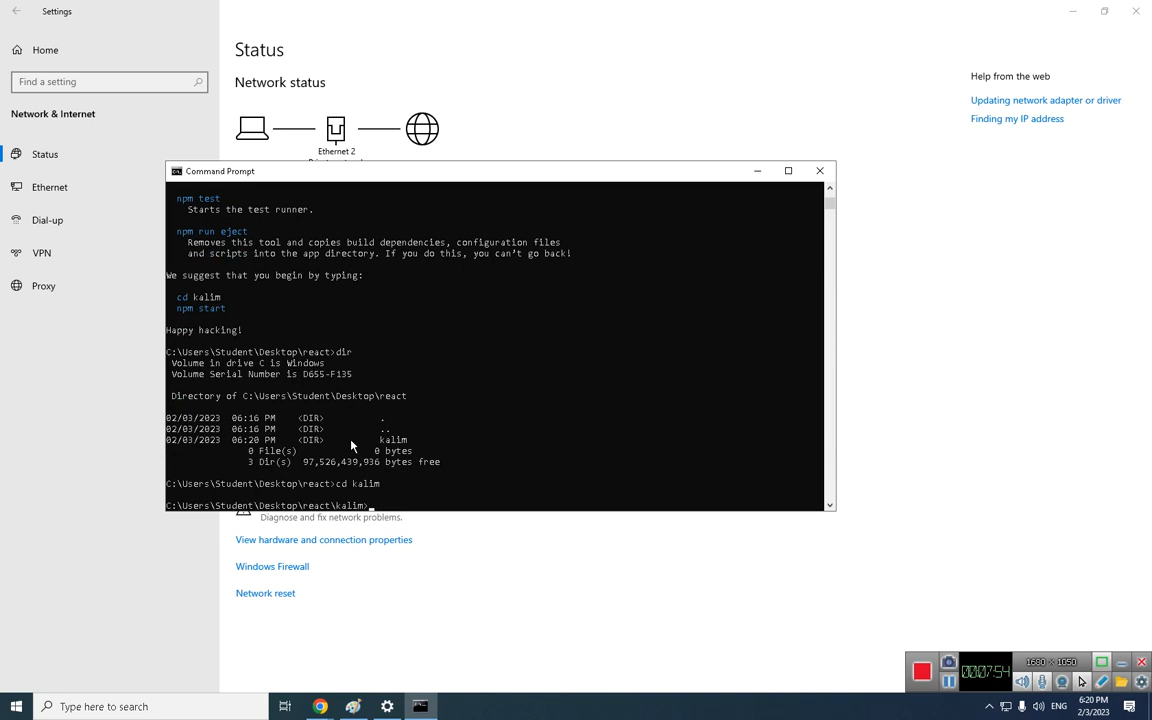 Settings
Home
Find a setting
Network & Internet
Status
Ethernet
Dial-up
VPN
Proxy
Status
Network status
Ethernet 2
Help from the web
Updating network adapter or driver
Finding my IP address
Command Prompt
npm test
Starts the test runner.
npm run eject
Removes this tool and copies build dependencies, configuration files
and scripts into the app directory. If you do this, you can't go back!
We suggest that you begin by typing:
cd kalim
npm start
Happy hacking!
C:\Users\Student\Desktop\react>dir
Volume in drive C is Windows
Volume Serial Number is D655-F135
Directory of C:\Users\Student\Desktop\react
02/03/2023 06:16 PM <DIR> .
02/03/2023 06:16 PM <DIR> ..
02/03/2023 06:20 PM <DIR> kalim
0 File(s) 0 bytes
3 Dir(s) 97,526,439,936 bytes free
C:\Users\Student\Desktop\react>cd kalim
C:\Users\Student\Desktop\react\kalim>
Diagnose and fix network problems.
View hardware and connection properties
Windows Firewall
Network reset
1680 x 1050
00:07:54
Type here to search
ENG
6:20 PM
2/3/2023